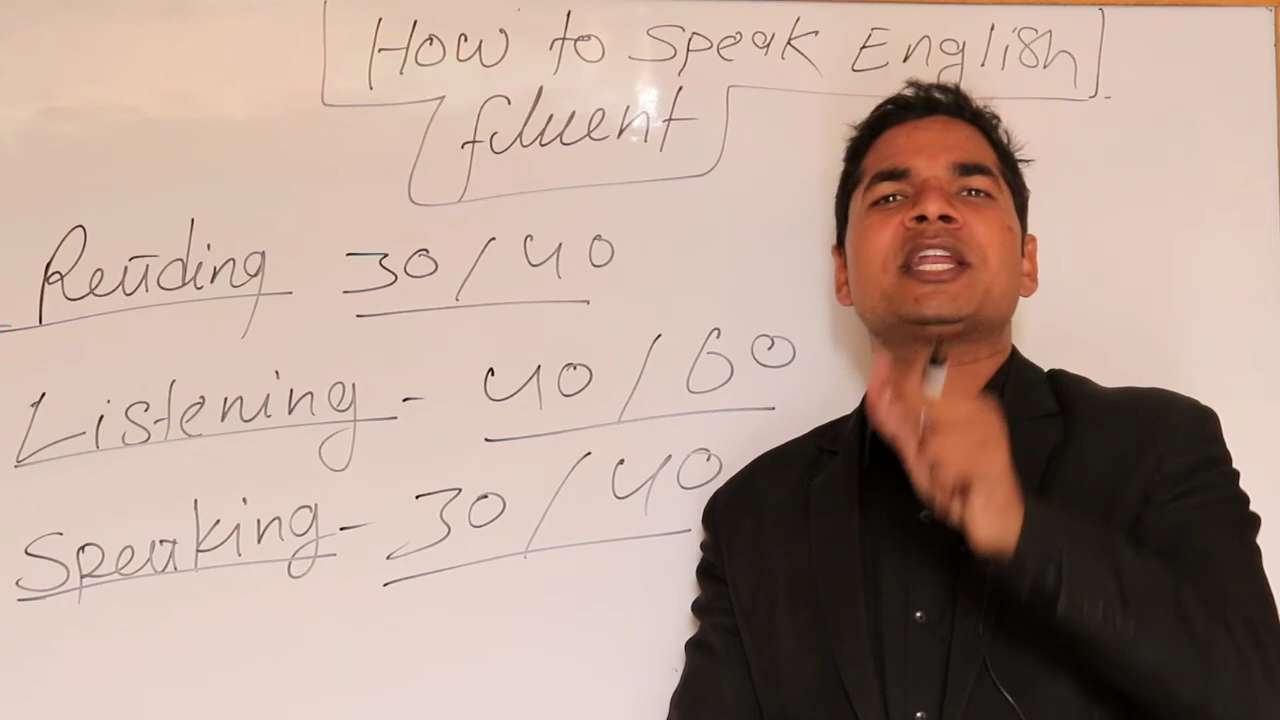 How to Speak English
fluent
Reading 30/40
Listening - 40/60
Speaking - 30/40